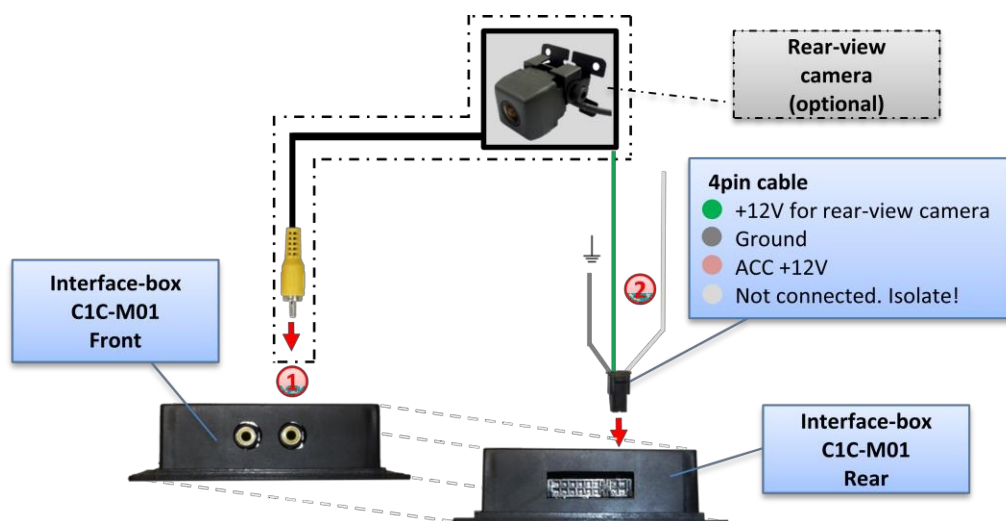 Rear-view
camera
(optional)
4pin cable
+12V for rear-view camera
Ground
ACC +12V
Not connected. Isolate!
2
Interface-box
C1C-M01
Front
1
Interface-box
C1C-M01
Rear